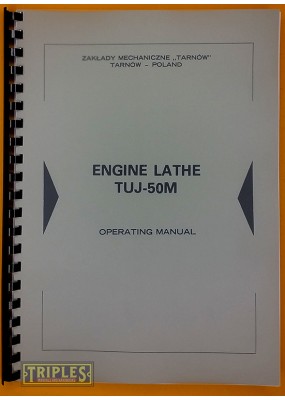 ZAKŁADY MECHANICZNE „TARNÓW"
TARNÓW – POLAND
ENGINE LATHE
TUJ-50M
OPERATING MANUAL
TRIPLES